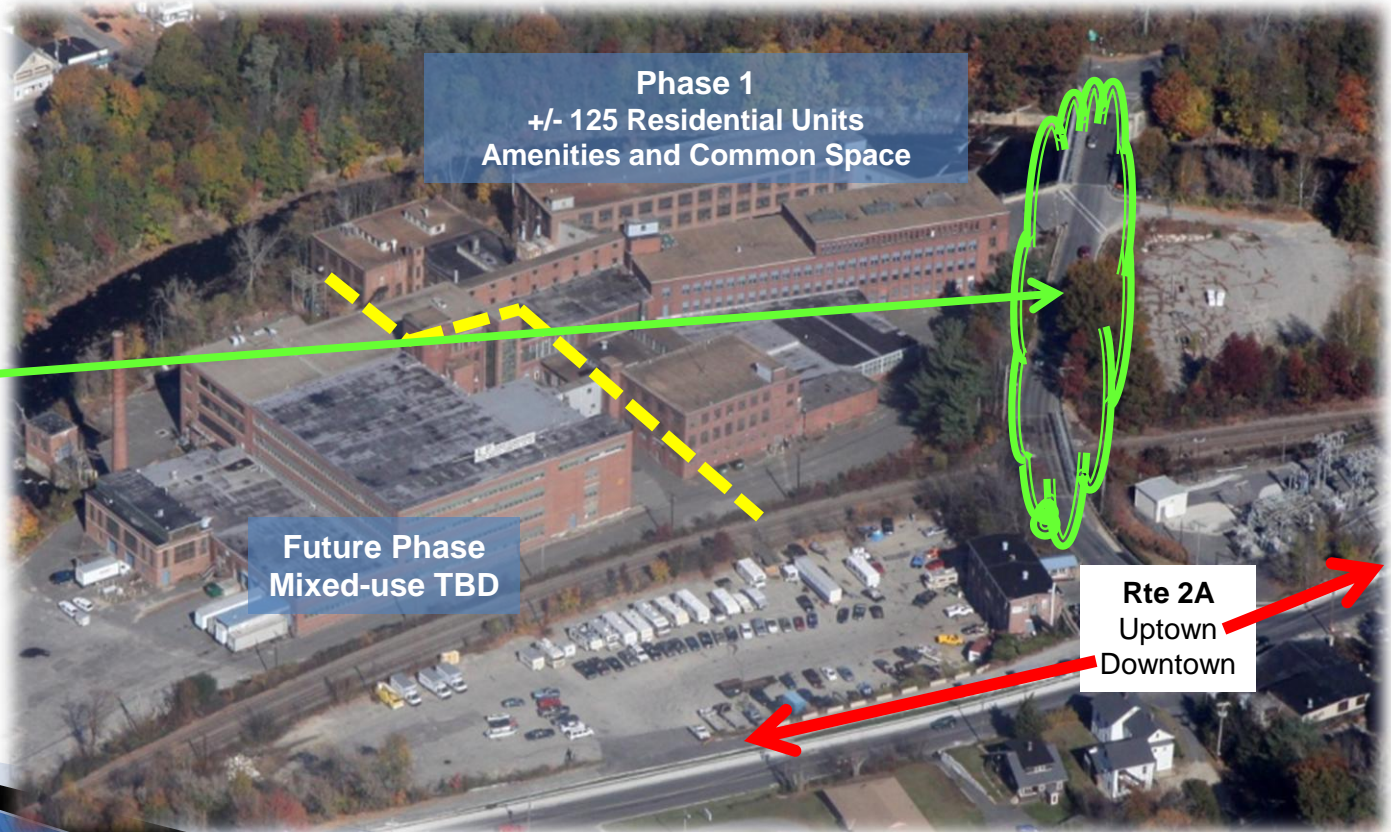 Phase 1
+/- 125 Residential Units
Amenities and Common Space
Future Phase
Mixed-use TBD
Rte 2A
Uptown
Downtown